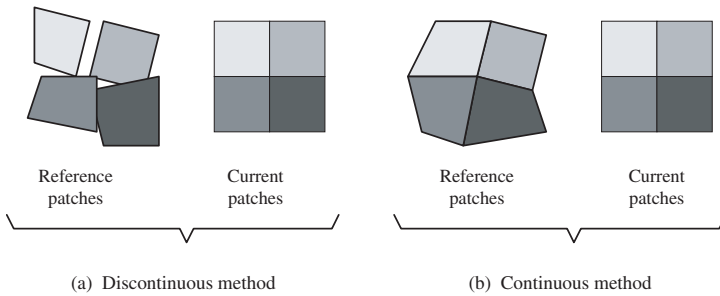 Reference
patches
Current
patches
Reference
patches
Current
patches
(a) Discontinuous method
(b) Continuous method